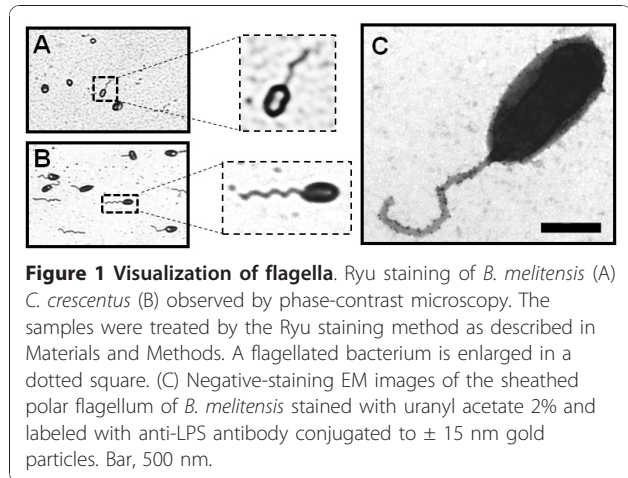 A
B
C
Figure 1 Visualization of flagella. Ryu staining of B. melitensis (A)
C. crescentus (B) observed by phase-contrast microscopy. The
samples were treated by the Ryu staining method as described in
Materials and Methods. A flagellated bacterium is enlarged in a
dotted square. (C) Negative-staining EM images of the sheathed
polar flagellum of B. melitensis stained with uranyl acetate 2% and
labeled with anti-LPS antibody conjugated to ± 15 nm gold
particles. Bar, 500 nm.